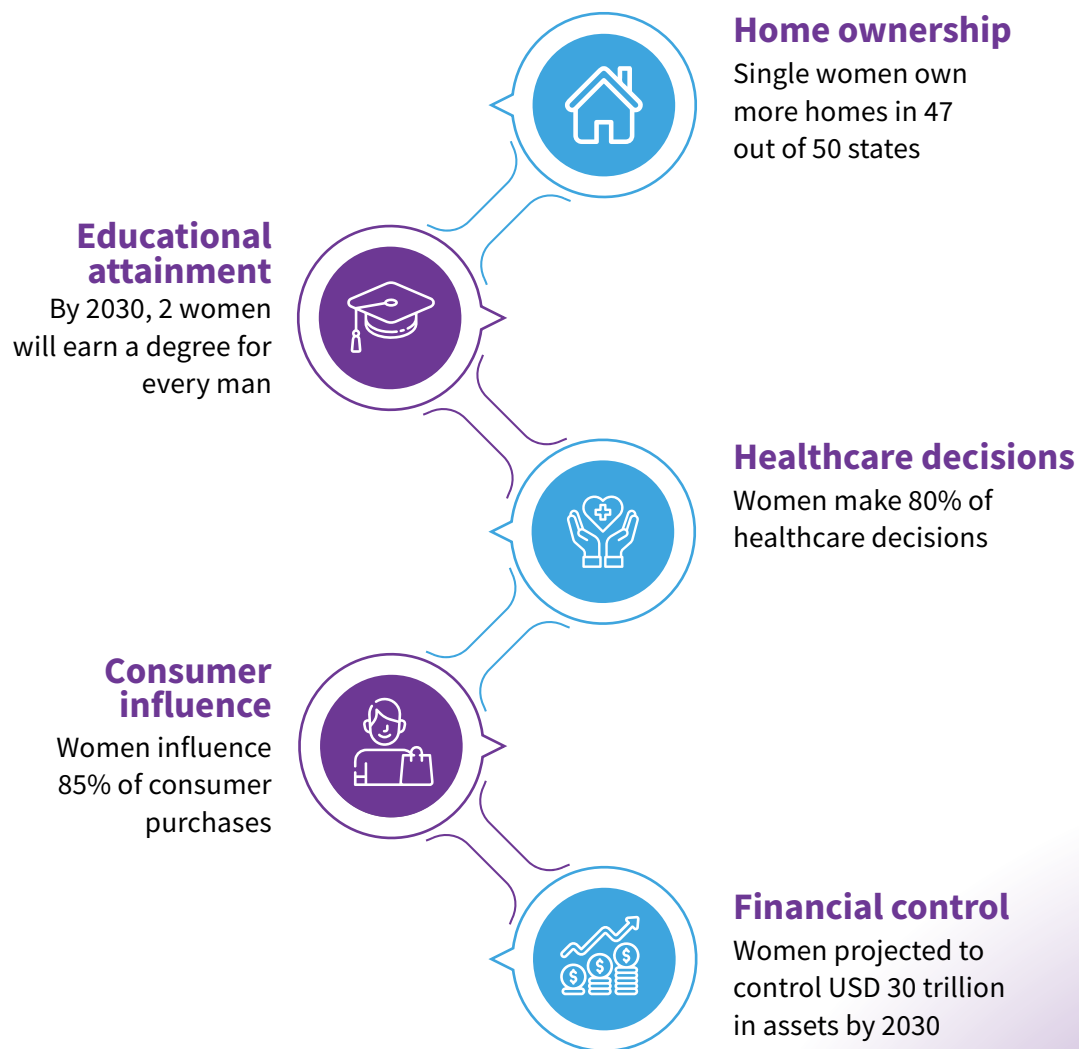 Home ownership
Single women own
more homes in 47
out of 50 states
Educational
attainment
By 2030, 2 women
will earn a degree for
every man
Healthcare decisions
Women make 80% of
healthcare decisions
Consumer
influence
Women influence
85% of consumer
purchases
$ $ $
Financial control
Women projected to
control USD 30 trillion
in assets by 2030